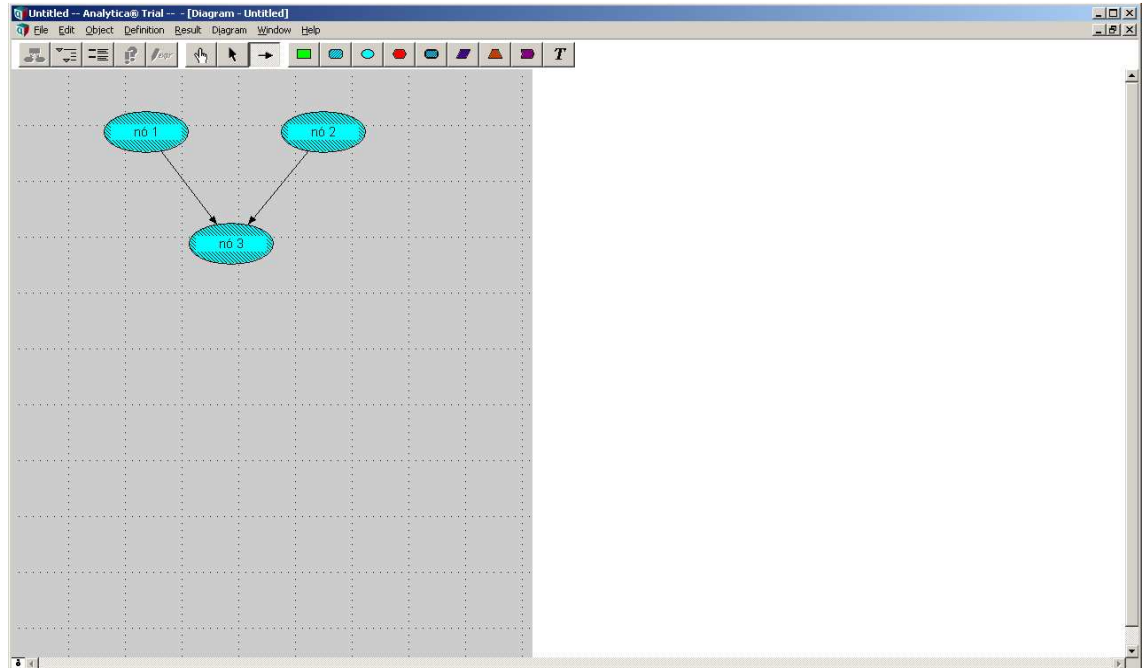 Untitled -- Analytica® Trial -- - [Diagram - Untitled]
File Edit Object Definition Result Diagram Window Help
expr
T
nó 1 nó 2
nó 3